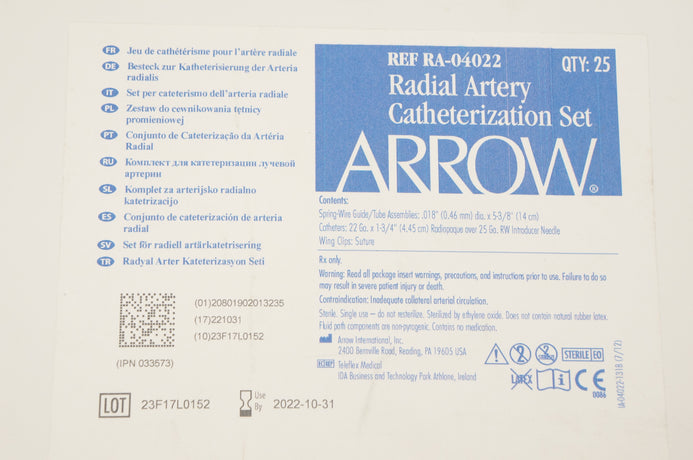 FR Jeu de cathétérisme pour l'artère radiale
DE Besteck zur Katheterisierung der Arteria
radialis
IT Set per cateterismo dell'arteria radiale
PL Zestaw do cewnikowania tętnicy
promieniowej
PT Conjunto de Cateterização da Artéria
Radial
RU Комплект для катетеризации лучевой
артерии
SL Komplet za arterijsko radialno
katetrizacijo
ES Conjunto de cateterización de arteria
radial
SV Set för radiell artärkatetrisering
TR Radyal Arter Kateterizasyon Seti
(01)20801902013235
(17)221031
(10)23F17L0152
(IPN 033573)
LOT 23F17L0152
Use
By 2022-10-31
REF RA-04022 QTY: 25
Radial Artery
Catheterization Set
ARROW®
Contents:
Spring-Wire Guide/Tube Assemblies: .018" (0,46 mm) dia. x 5-3/8" (14 cm)
Catheters: 22 Ga. x 1-3/4" (4,45 cm) Radiopaque over 25 Ga. RW Introducer Needle
Wing Clips: Suture
Rx only.
Warning: Read all package insert warnings, precautions, and instructions prior to use. Failure to do so
may result in severe patient injury or death.
Contraindication: Inadequate collateral arterial circulation.
Sterile. Single use – do not resterilize. Sterilized by ethylene oxide. Does not contain natural rubber latex.
Fluid path components are non-pyrogenic. Contains no medication.
Arrow International, Inc.
2400 Bernville Road, Reading, PA 19605 USA
EC REP Teleflex Medical
IDA Business and Technology Park Athlone, Ireland
STERILE EO
LATEX
CE
0086
IA-04022-131B (7/12)